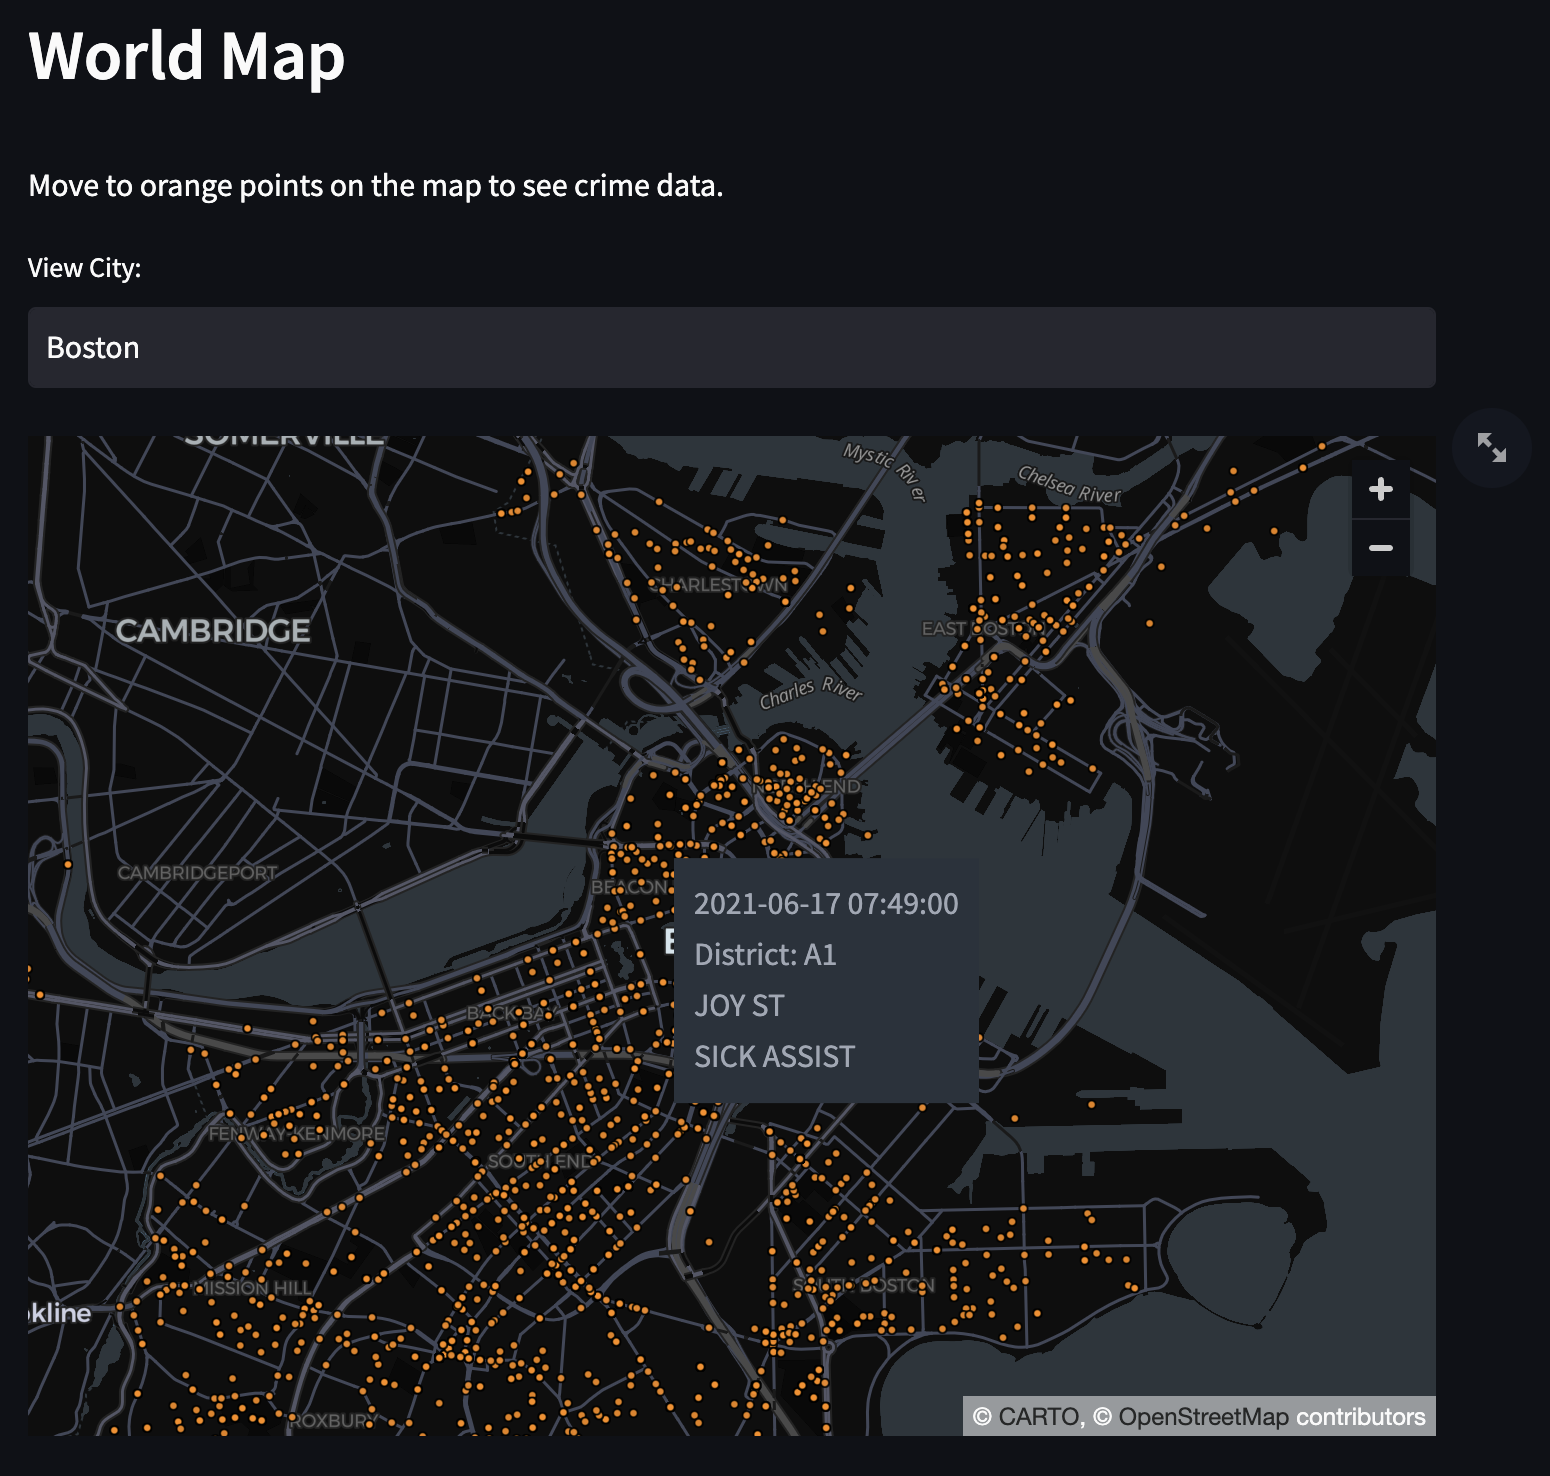 World Map
Move to orange points on the map to see crime data.
View City:
Boston
SOMERVILLE
Mystic River
Chelsea River
CHARLESTOWN
CAMBRIDGE
EAST BOSTON
Charles River
NORTH END
CAMBRIDGEPORT
BEACON
2021-06-17 07:49:00
District: A1
JOY ST
SICK ASSIST
BACK BAY
FENWAY-KENMORE
SOUTH END
MISSION HILL
SOUTH BOSTON
kline
ROXBURY
© CARTO, © OpenStreetMap contributors